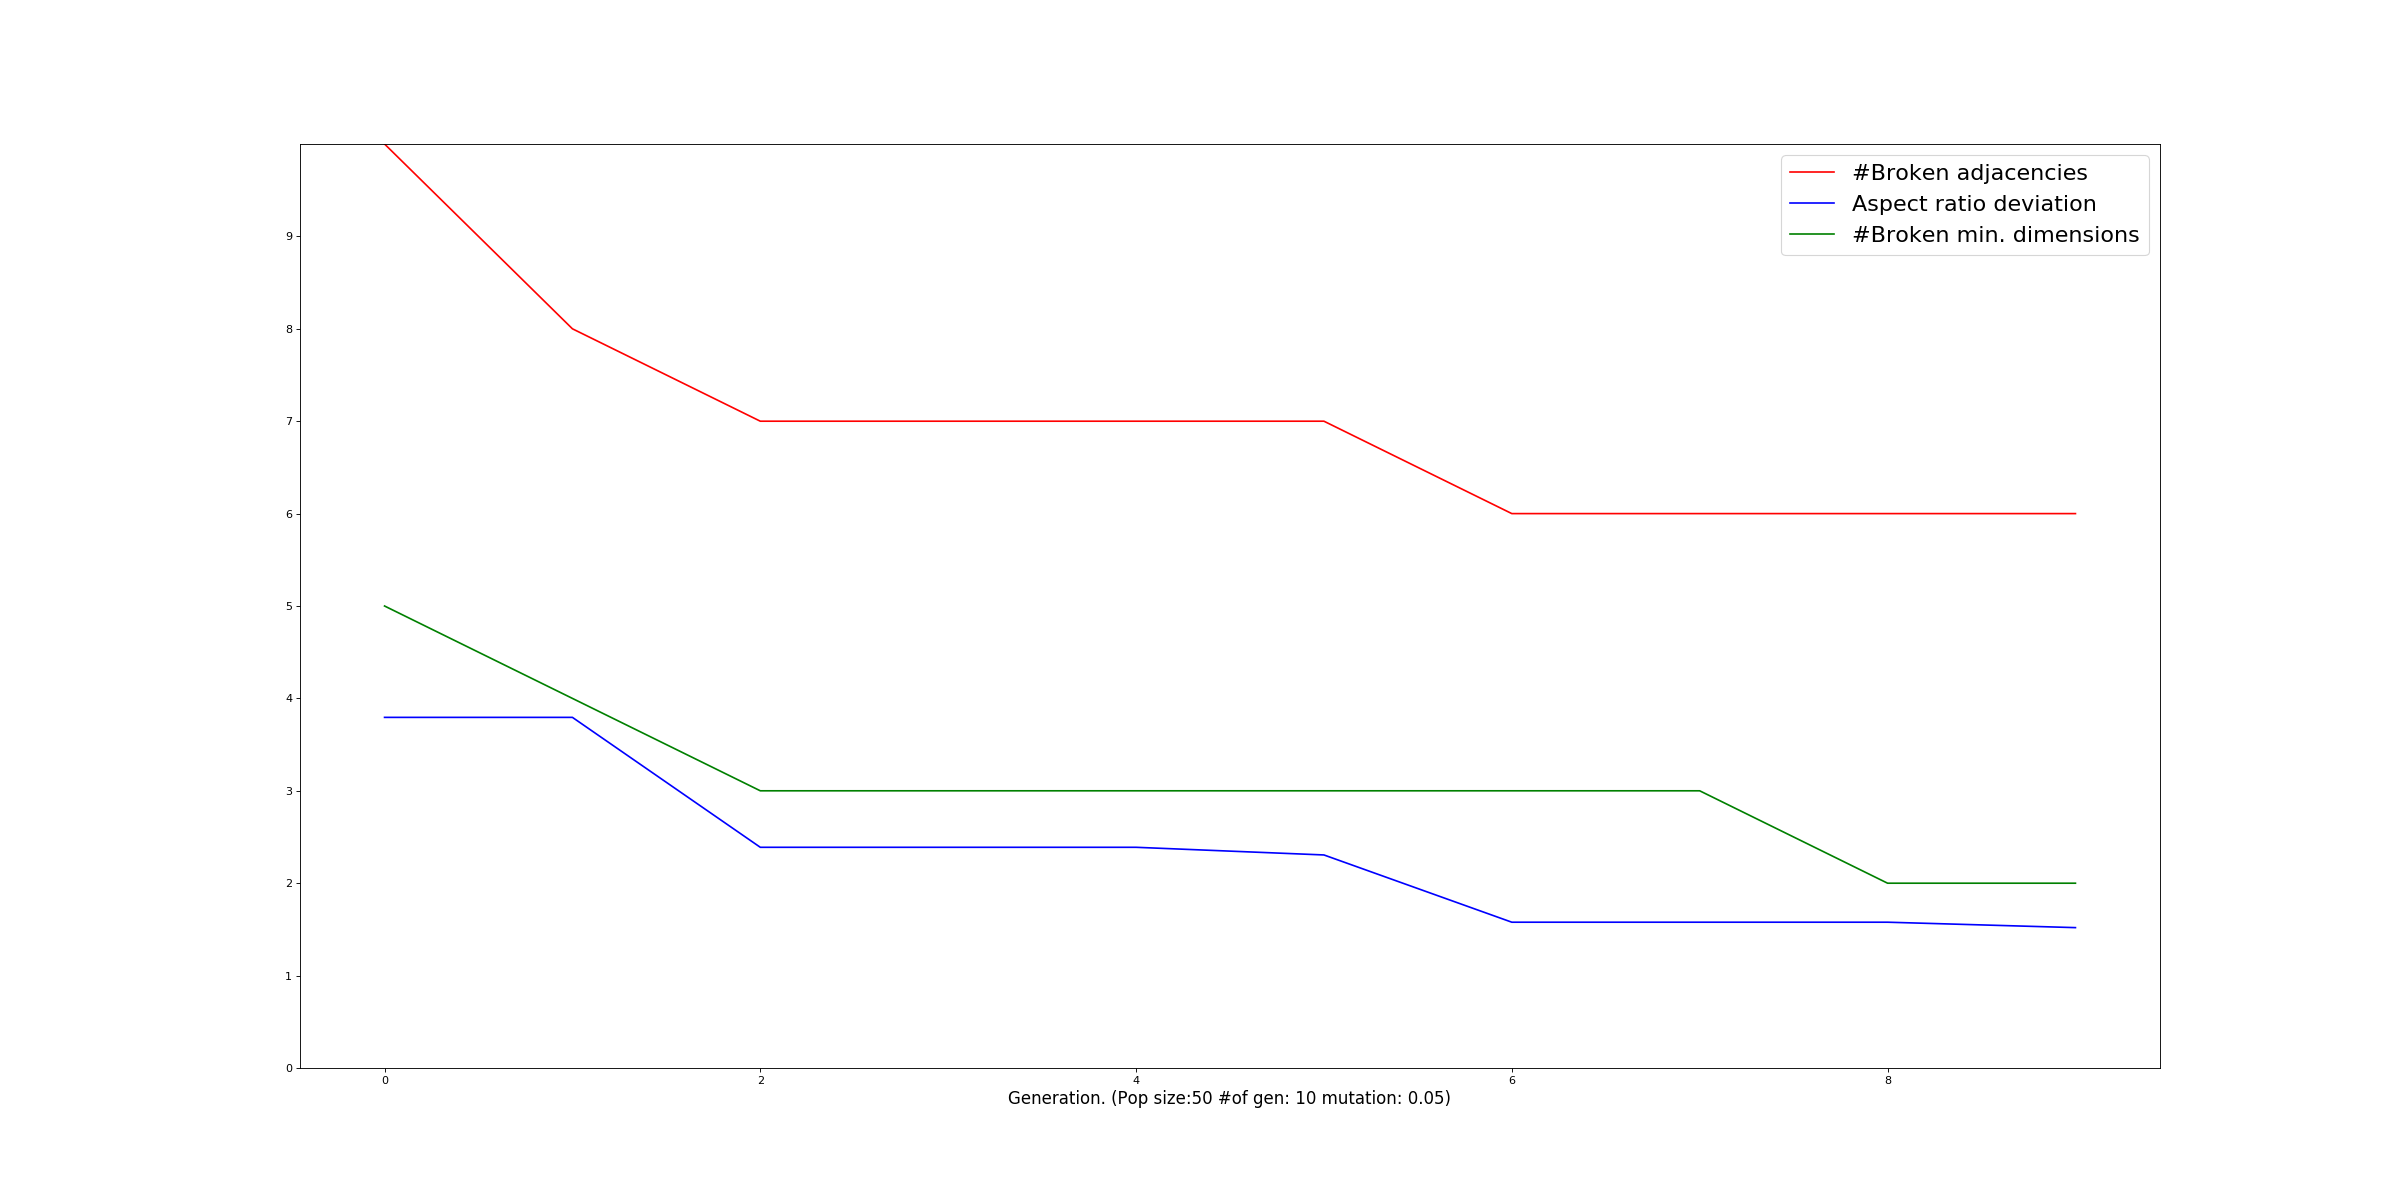 #Broken adjacencies
Aspect ratio deviation
#Broken min. dimensions
9
8
7
6
5
4
3
2
1
0
0 2 4 6 8
Generation. (Pop size:50 #of gen: 10 mutation: 0.05)